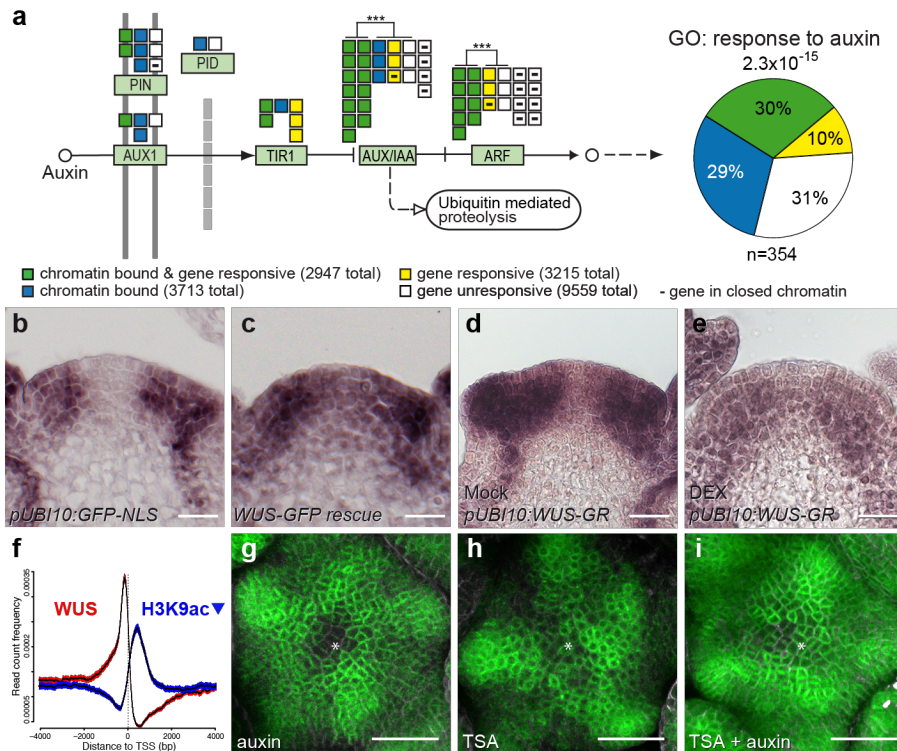 a
PIN
PID
AUX1
TIR1
AUX/IAA
ARF
***
***
Auxin
Ubiquitin mediated
proteolysis
GO: response to auxin
2.3x10⁻¹⁵
30%
10%
29%
31%
n=354
chromatin bound & gene responsive (2947 total)
gene responsive (3215 total)
chromatin bound (3713 total)
gene unresponsive (9559 total)
- gene in closed chromatin
b
pUBI10:GFP-NLS
c
WUS-GFP rescue
d
Mock
pUBI10:WUS-GR
e
DEX
pUBI10:WUS-GR
f
WUS
H3K9ac▼
Read count frequency
0.00005
0.0002
0.00035
−4000
−2000
0
2000
4000
Distance to TSS (bp)
g
*
auxin
h
*
TSA
i
*
TSA + auxin